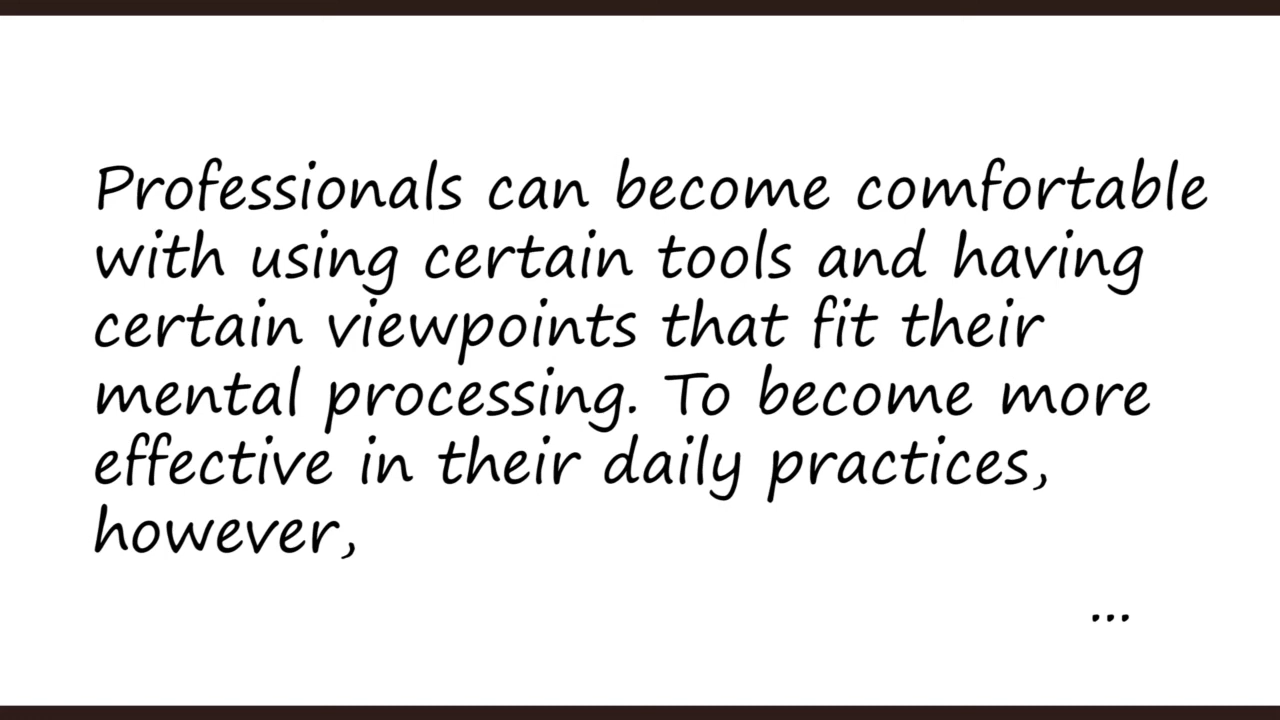 Professionals can become comfortable
with using certain tools and having
certain viewpoints that fit their
mental processing. To become more
effective in their daily practices,
however,
...